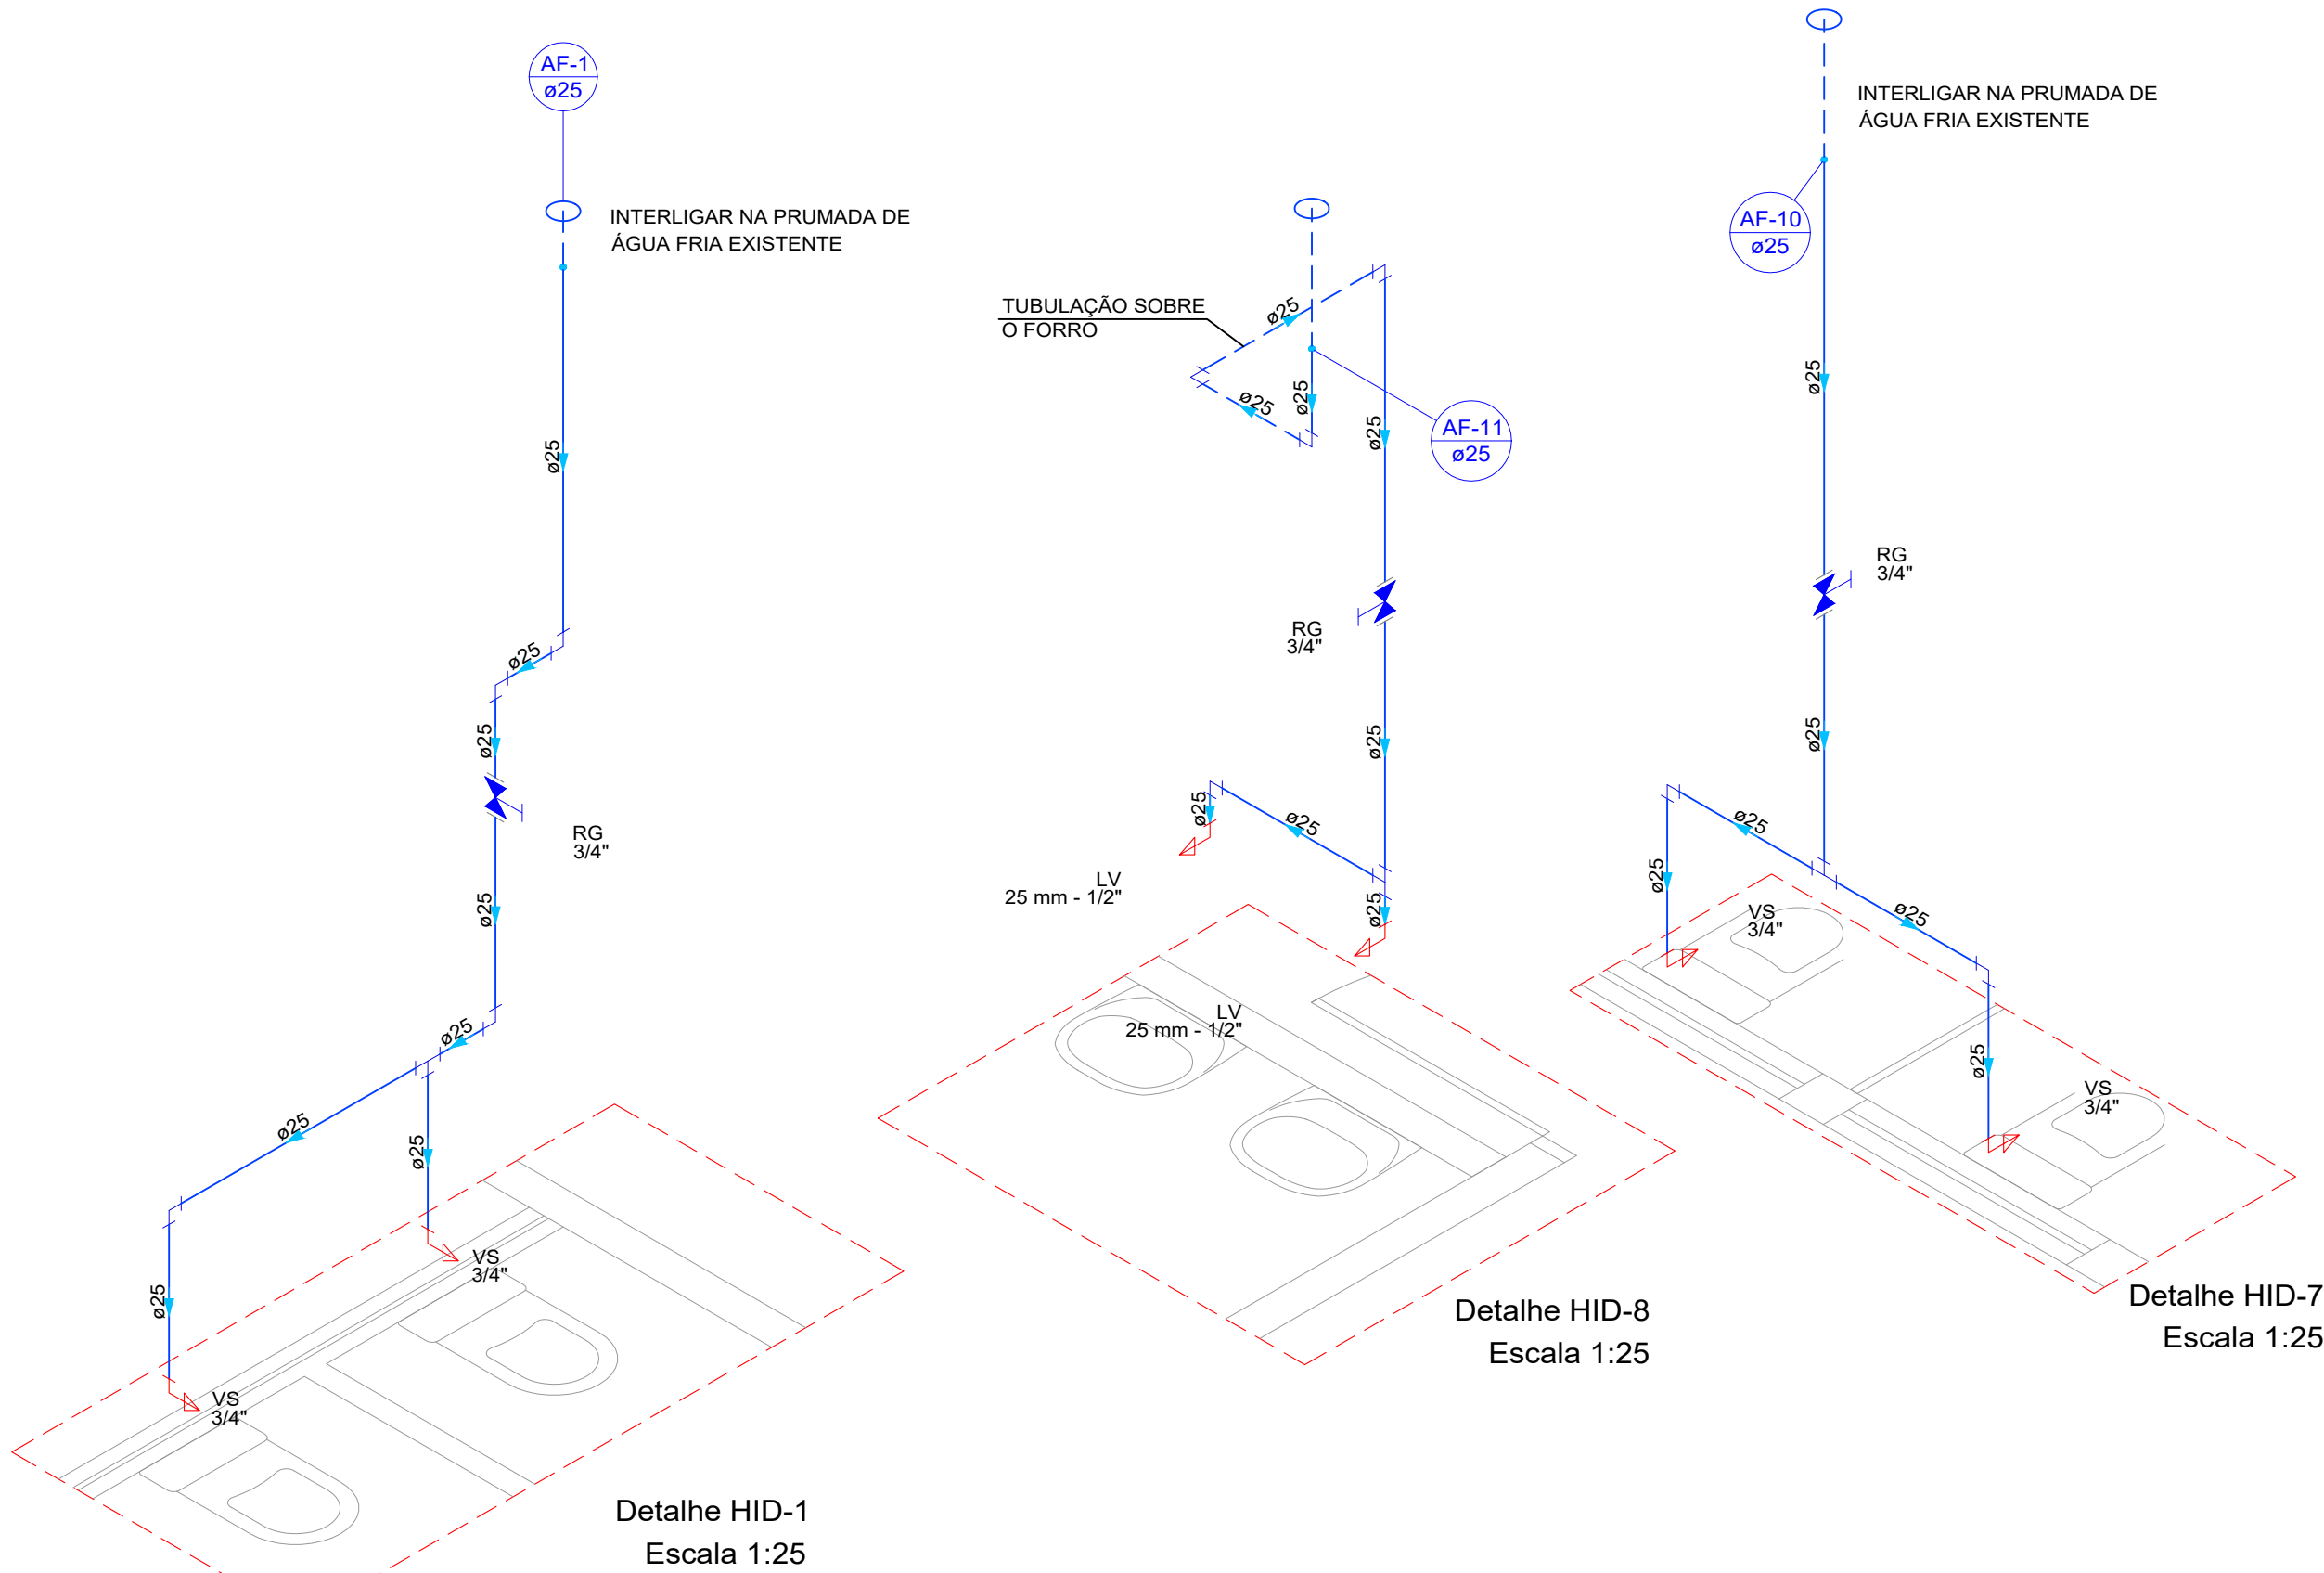 AF-1
ø25
INTERLIGAR NA PRUMADA DE
ÁGUA FRIA EXISTENTE
ø25
ø25
ø25
RG
3/4"
ø25
ø25
ø25
ø25
ø25
VS
3/4"
VS
3/4"
Detalhe HID-1
Escala 1:25
TUBULAÇÃO SOBRE
O FORRO
ø25
ø25
ø25
AF-11
ø25
ø25
RG
3/4"
ø25
ø25
ø25
LV
25 mm - 1/2"
ø25
LV
25 mm - 1/2"
Detalhe HID-8
Escala 1:25
INTERLIGAR NA PRUMADA DE
ÁGUA FRIA EXISTENTE
AF-10
ø25
ø25
RG
3/4"
ø25
ø25
ø25
VS
3/4"
ø25
ø25
VS
3/4"
Detalhe HID-7
Escala 1:25